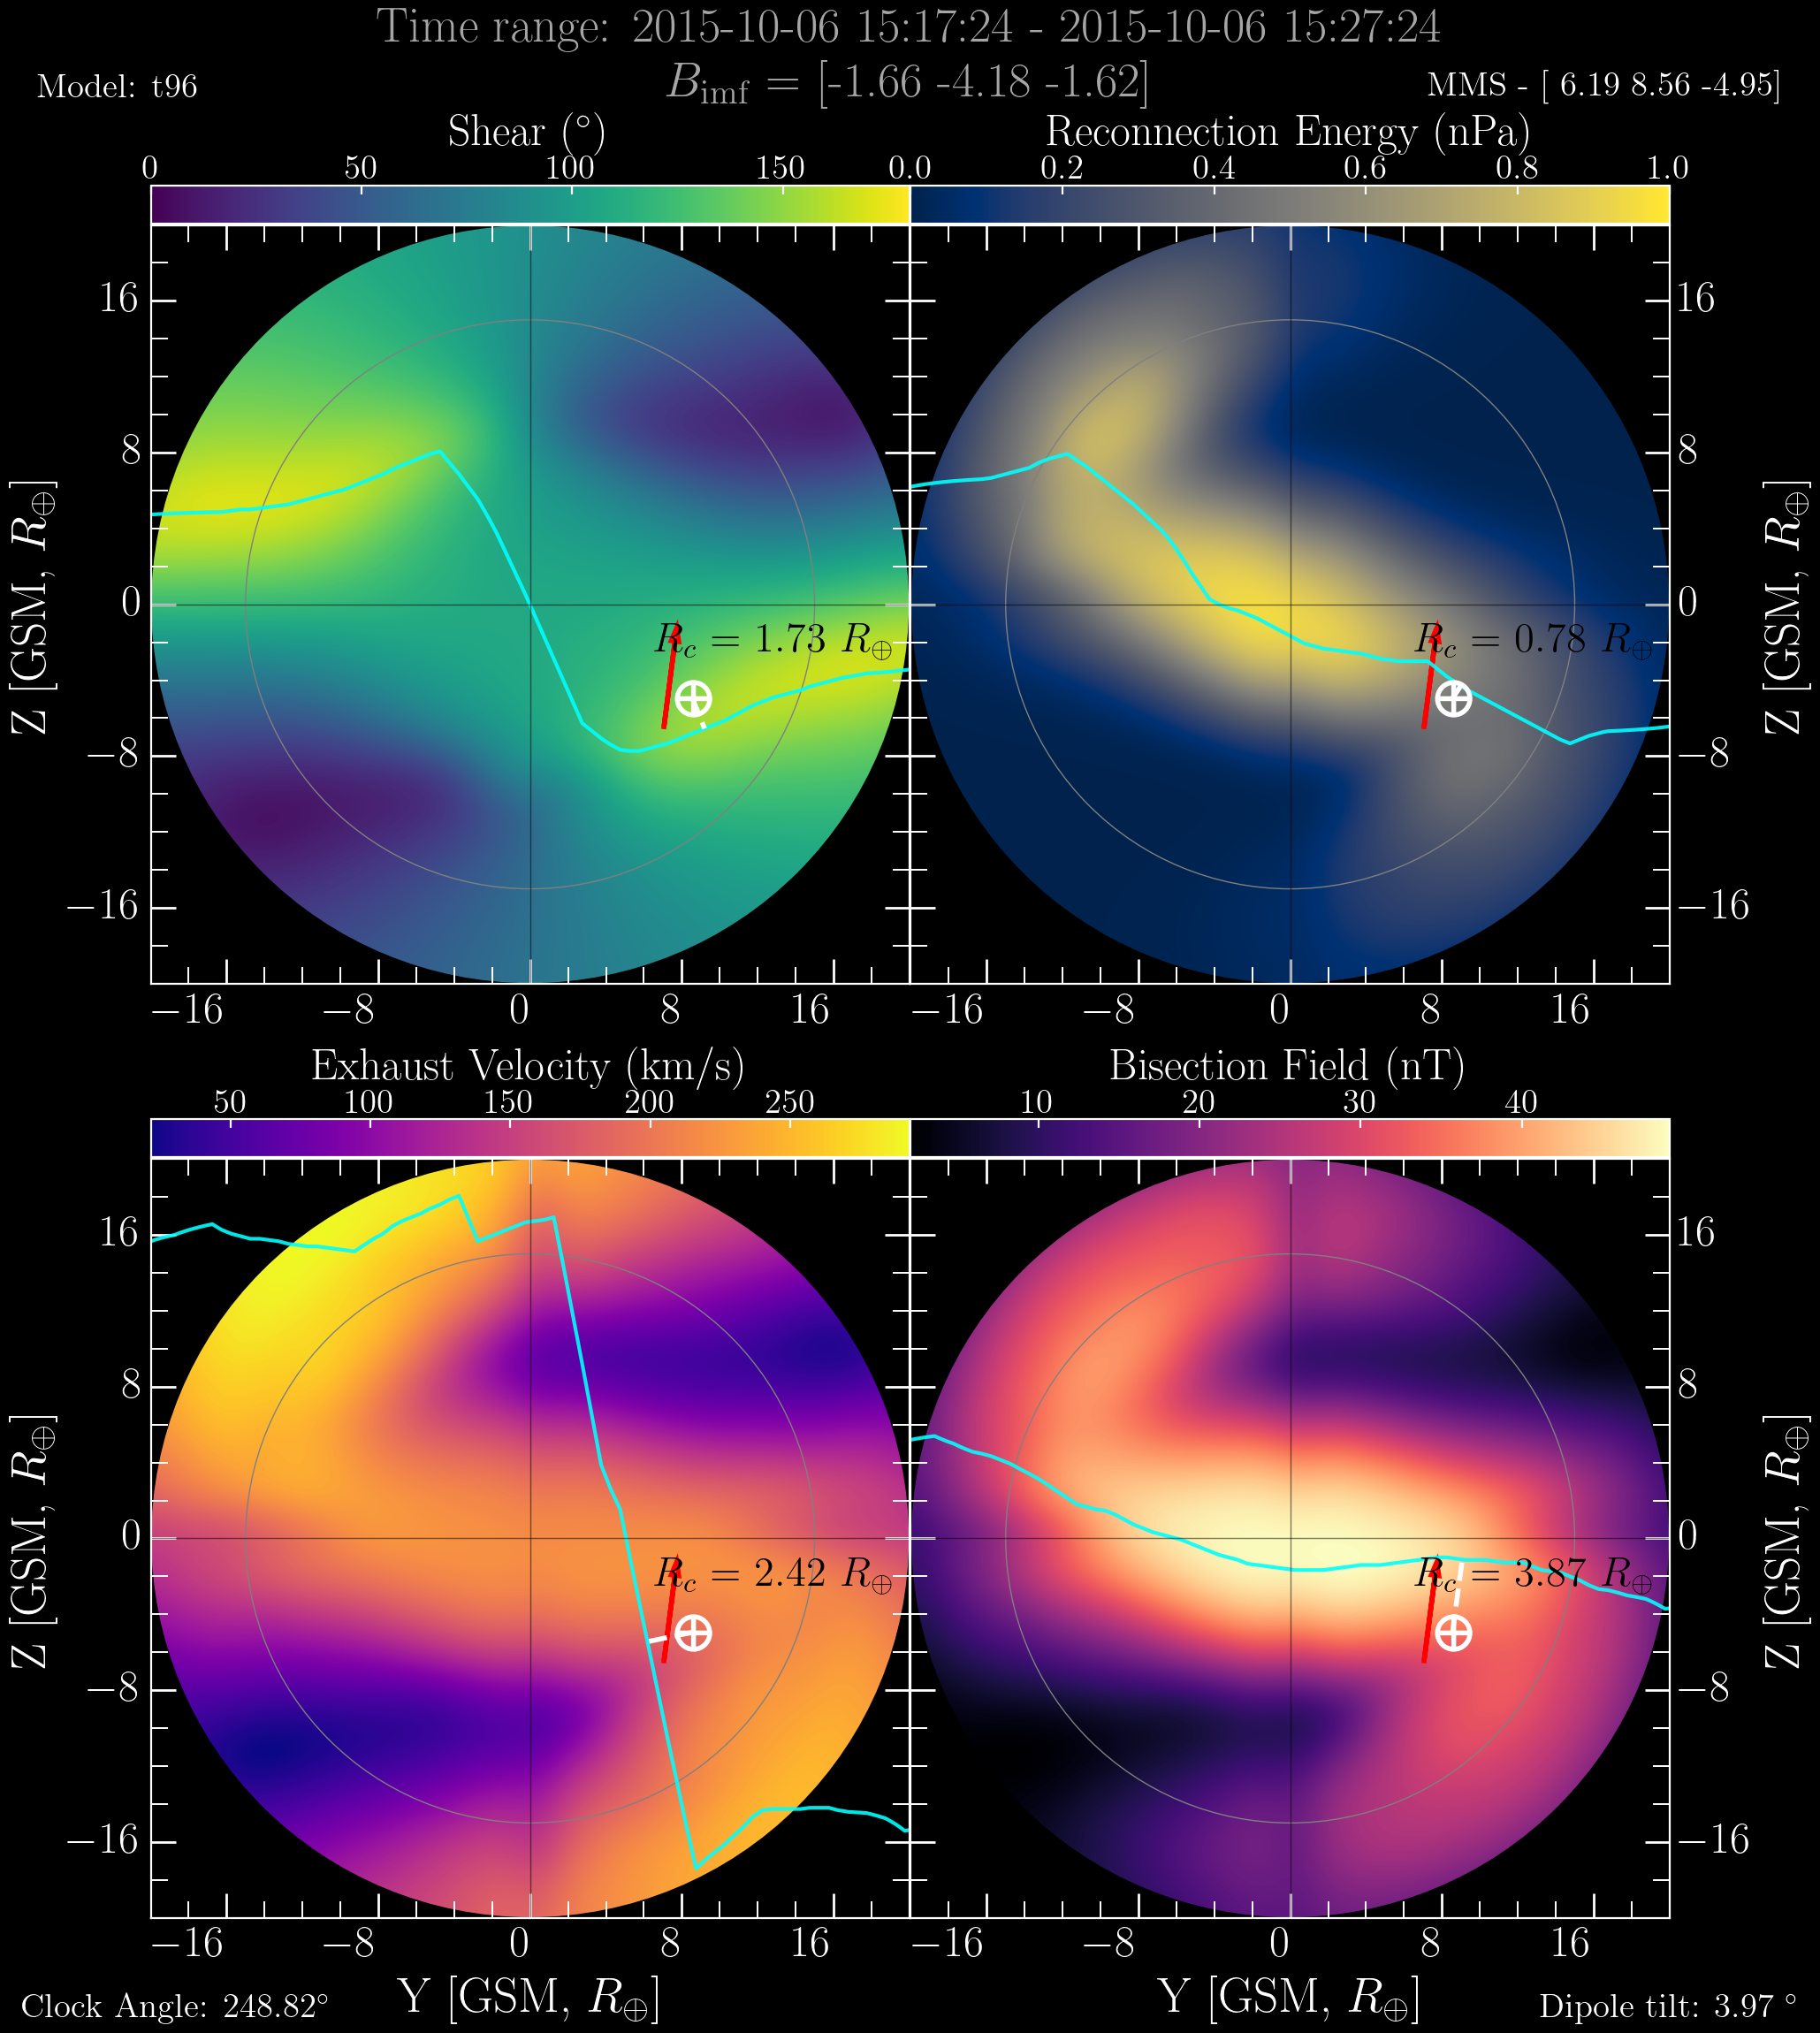 Time range: 2015-10-06 15:17:24 - 2015-10-06 15:27:24
Model: t96
B_imf = [-1.66 -4.18 -1.62]
MMS - [ 6.19 8.56 -4.95]
Shear (°)
0 50 100 150
Reconnection Energy (nPa)
0.0 0.2 0.4 0.6 0.8 1.0
Z [GSM, R⊕]
16
8
0
−8
−16
R_c = 1.73 R⊕
−16 −8 0 8 16
R_c = 0.78 R⊕
16
8
0
−8
−16
Z [GSM, R⊕]
−16 −8 0 8 16
Exhaust Velocity (km/s)
50 100 150 200 250
Bisection Field (nT)
10 20 30 40
Z [GSM, R⊕]
16
8
0
−8
−16
R_c = 2.42 R⊕
−16 −8 0 8 16
Y [GSM, R⊕]
R_c = 3.87 R⊕
16
8
0
−8
−16
Z [GSM, R⊕]
−16 −8 0 8 16
Y [GSM, R⊕]
Clock Angle: 248.82°
Dipole tilt: 3.97 °